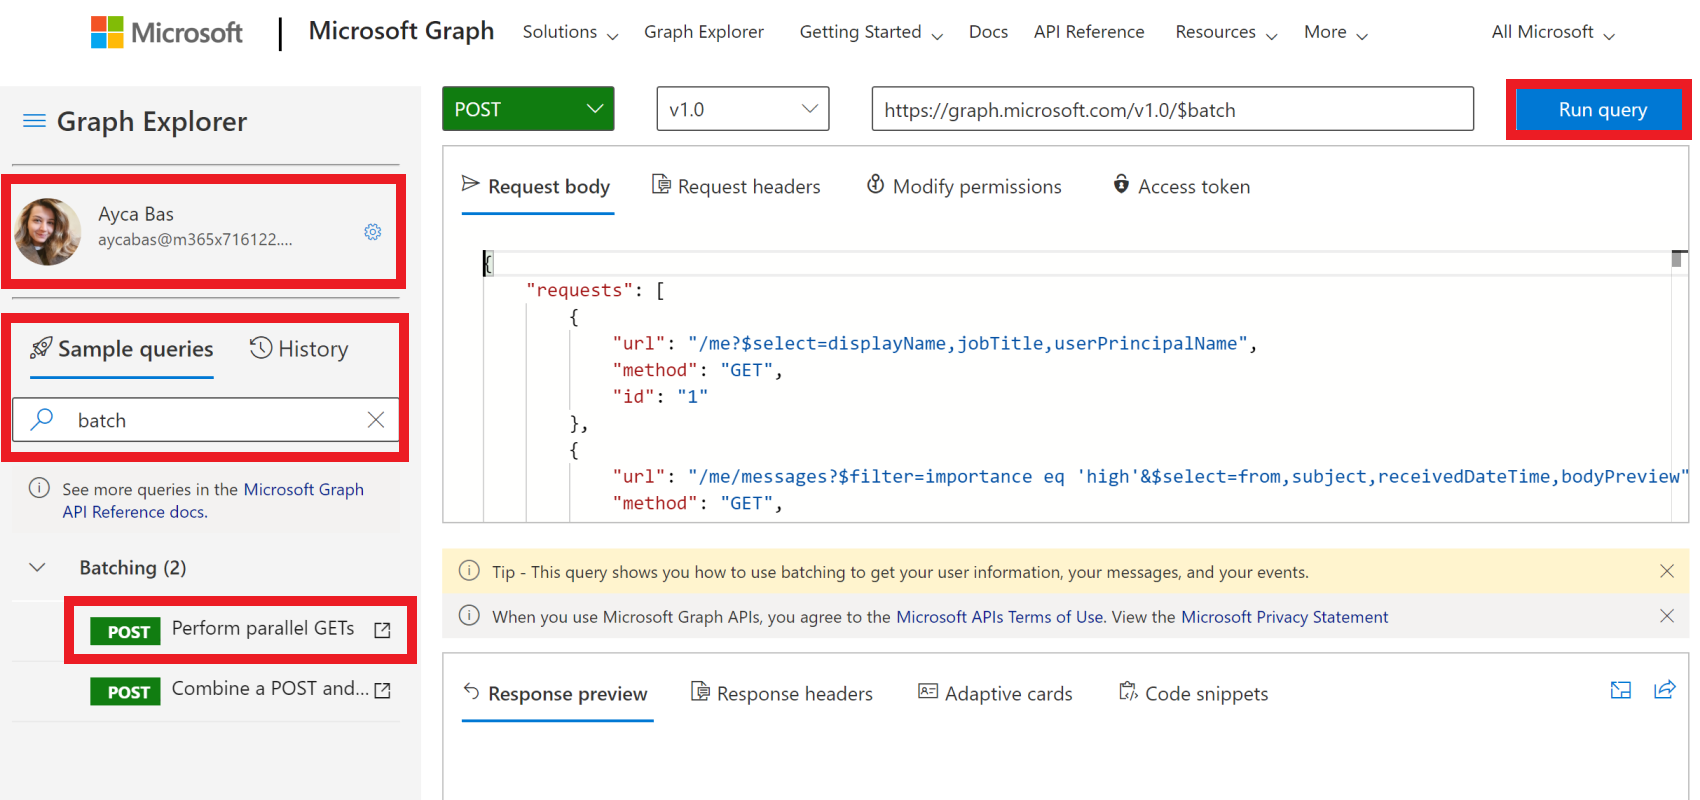 Microsoft | Microsoft Graph Solutions Graph Explorer Getting Started Docs API Reference Resources More All Microsoft
Graph Explorer
Ayca Bas
aycabas@m365x716122....
Sample queries History
batch
See more queries in the Microsoft Graph
API Reference docs.
Batching (2)
POST Perform parallel GETs
POST Combine a POST and...
POST v1.0 https://graph.microsoft.com/v1.0/$batch Run query
Request body Request headers Modify permissions Access token
{
"requests": [
{
"url": "/me?$select=displayName,jobTitle,userPrincipalName",
"method": "GET",
"id": "1"
},
{
"url": "/me/messages?$filter=importance eq 'high'&$select=from,subject,receivedDateTime,bodyPreview"
"method": "GET",
Tip - This query shows you how to use batching to get your user information, your messages, and your events.
When you use Microsoft Graph APIs, you agree to the Microsoft APIs Terms of Use. View the Microsoft Privacy Statement
Response preview Response headers Adaptive cards Code snippets